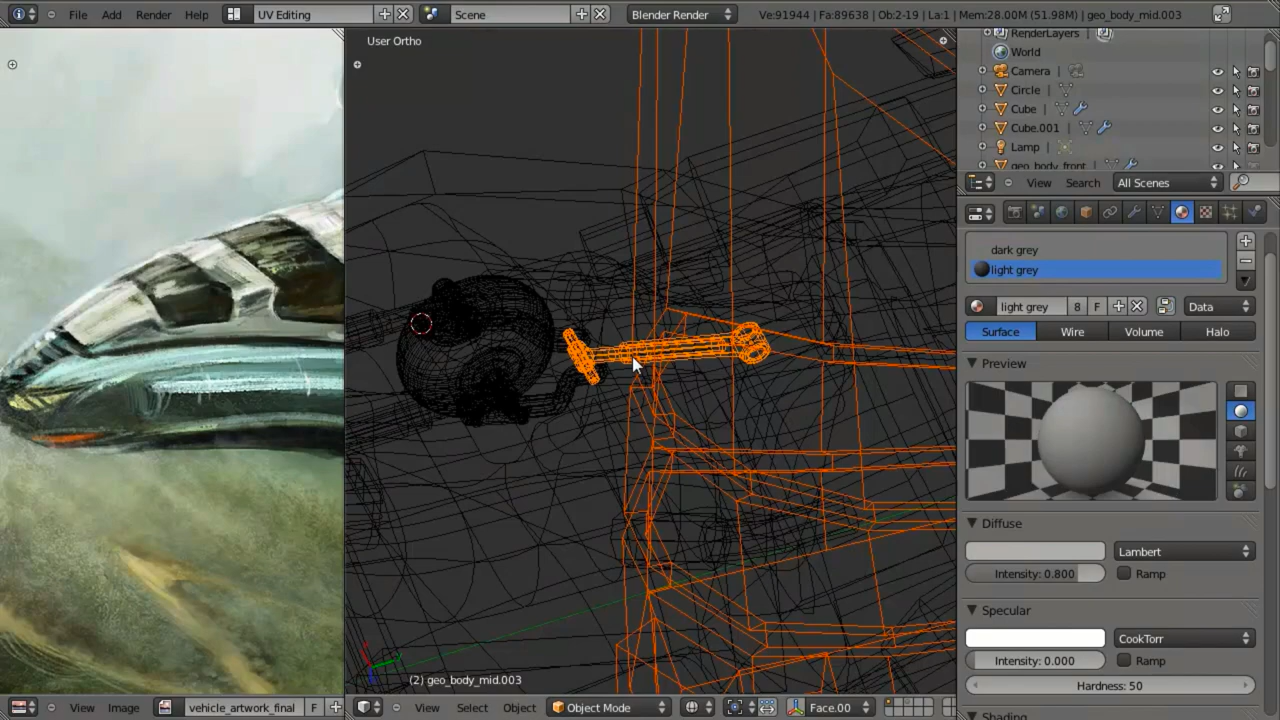 File Add Render Help UV Editing Scene Blender Render Ve:91944 | Fa:89638 | Ob:2-19 | La:1 | Mem:28.00M (51.98M) | geo_body_mid.003
User Ortho
RenderLayers
World
Camera
Circle
Cube
Cube.001
Lamp
geo_body_front
View Search All Scenes
dark grey
light grey
light grey 8 F Data
Surface Wire Volume Halo
Preview
Diffuse
Lambert
Intensity: 0.800 Ramp
Specular
CookTorr
Intensity: 0.000 Ramp
Hardness: 50
Shading
(2) geo_body_mid.003
View Image vehicle_artwork_final F View Select Object Object Mode Face.00